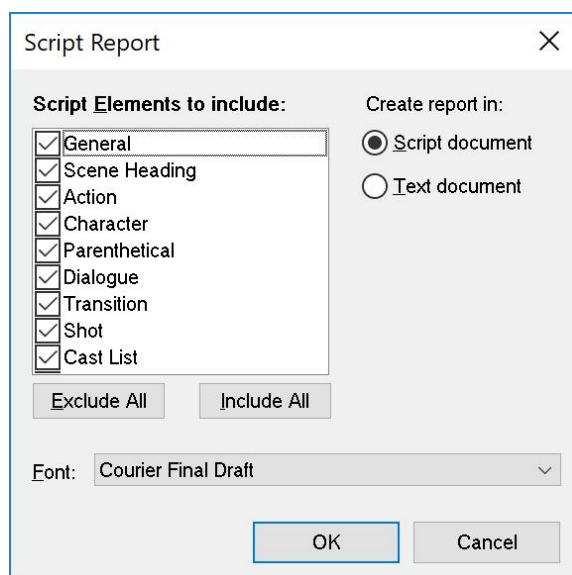 Script Report
Script Elements to include:
General
Scene Heading
Action
Character
Parenthetical
Dialogue
Transition
Shot
Cast List
Exclude All
Include All
Create report in:
Script document
Text document
Font:
Courier Final Draft
OK
Cancel